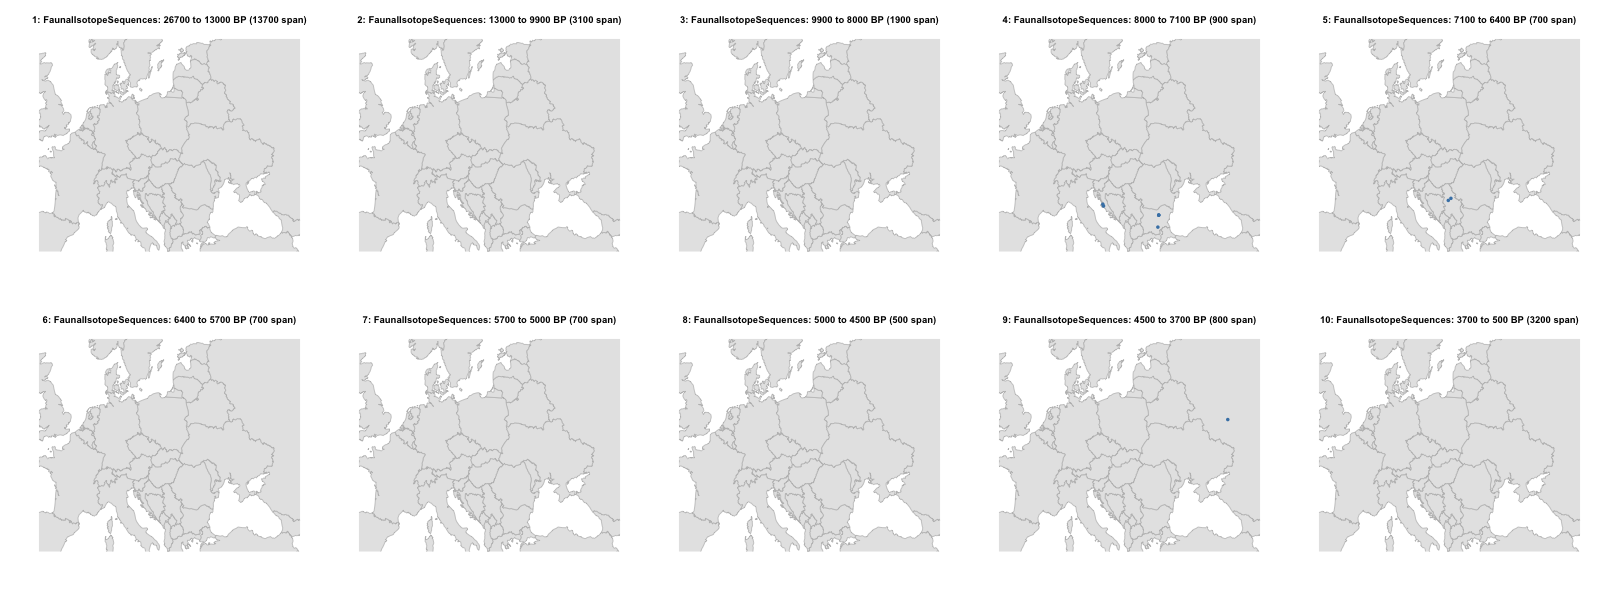 1: FaunalIsotopeSequences: 26700 to 13000 BP (13700 span)
2: FaunalIsotopeSequences: 13000 to 9900 BP (3100 span)
3: FaunalIsotopeSequences: 9900 to 8000 BP (1900 span)
4: FaunalIsotopeSequences: 8000 to 7100 BP (900 span)
5: FaunalIsotopeSequences: 7100 to 6400 BP (700 span)
6: FaunalIsotopeSequences: 6400 to 5700 BP (700 span)
7: FaunalIsotopeSequences: 5700 to 5000 BP (700 span)
8: FaunalIsotopeSequences: 5000 to 4500 BP (500 span)
9: FaunalIsotopeSequences: 4500 to 3700 BP (800 span)
10: FaunalIsotopeSequences: 3700 to 500 BP (3200 span)